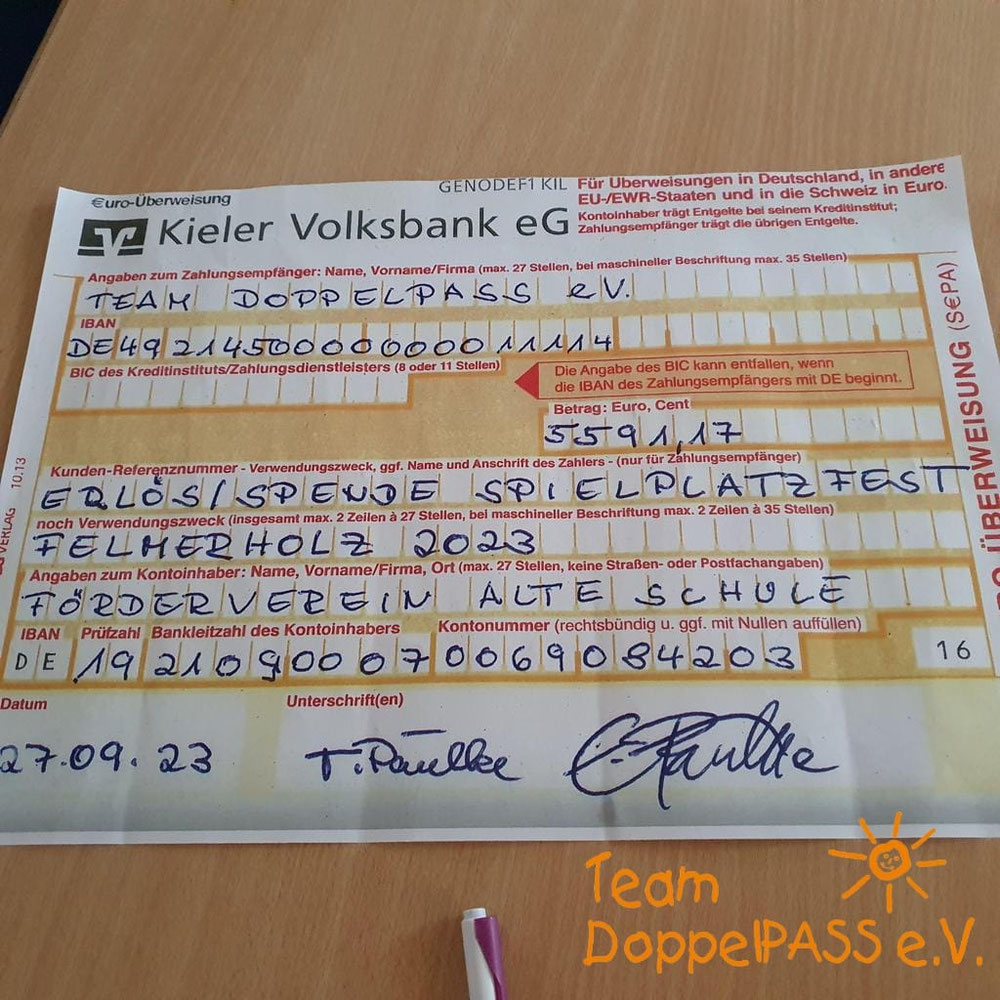 €uro-Überweisung
GENODEF1 KIL
Kieler Volksbank eG
Für Überweisungen in Deutschland, in andere
EU-/EWR-Staaten und in die Schweiz in Euro.
Kontoinhaber trägt Entgelte bei seinem Kreditinstitut;
Zahlungsempfänger trägt die übrigen Entgelte.
Angaben zum Zahlungsempfänger: Name, Vorname/Firma (max. 27 Stellen, bei maschineller Beschriftung max. 35 Stellen)
TEAM DOPPELPASS eV.
IBAN
DE49 21450000000011114
BIC des Kreditinstituts/Zahlungsdienstleisters (8 oder 11 Stellen)
Die Angabe des BIC kann entfallen, wenn
die IBAN des Zahlungsempfängers mit DE beginnt.
Betrag: Euro, Cent
5591,17
Kunden-Referenznummer - Verwendungszweck, ggf. Name und Anschrift des Zahlers - (nur für Zahlungsempfänger)
ERLÖS/SPENDE SPIELPLATZFEST
noch Verwendungszweck (insgesamt max. 2 Zeilen à 27 Stellen, bei maschineller Beschriftung max. 2 Zeilen à 35 Stellen)
FELMERHOLZ 2023
Angaben zum Kontoinhaber: Name, Vorname/Firma, Ort (max. 27 Stellen, keine Straßen- oder Postfachangaben)
FÖRDERVEREIN ALTE SCHULE
IBAN Prüfzahl Bankleitzahl des Kontoinhabers Kontonummer (rechtsbündig u. ggf. mit Nullen auffüllen)
DE 19 21090007 0069084203 16
Datum Unterschrift(en)
27.09.23 T. Paulke Paulke
ÜBERWEISUNG (S€PA)
VERLAG 10.13
Team
DoppelPASS e.V.